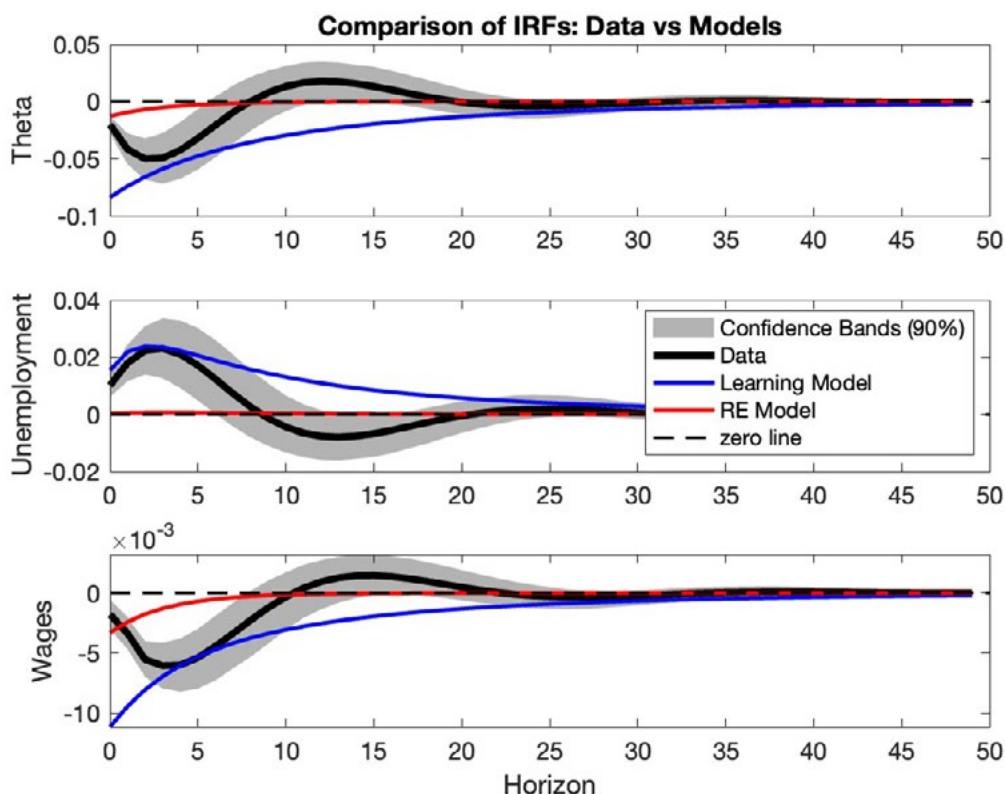 Comparison of IRFs: Data vs Models
0.05
0
-0.05
-0.1
Theta
0 5 10 15 20 25 30 35 40 45 50
0.04
0.02
0
-0.02
Unemployment
Confidence Bands (90%)
Data
Learning Model
RE Model
zero line
0 5 10 15 20 25 30 35 40 45 50
×10⁻³
0
-5
-10
Wages
0 5 10 15 20 25 30 35 40 45 50
Horizon